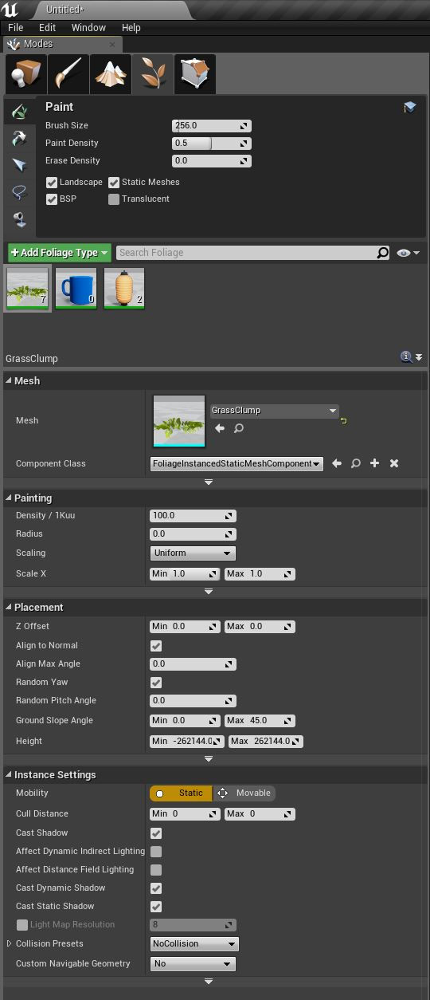 Untitled*
File Edit Window Help
Modes
Paint
Brush Size 256.0
Paint Density 0.5
Erase Density 0.0
Landscape Static Meshes
BSP Translucent
Add Foliage Type Search Foliage
7 0 2
GrassClump
Mesh
Mesh GrassClump
Component Class FoliageInstancedStaticMeshComponent
Painting
Density / 1Kuu 100.0
Radius 0.0
Scaling Uniform
Scale X Min 1.0 Max 1.0
Placement
Z Offset Min 0.0 Max 0.0
Align to Normal
Align Max Angle 0.0
Random Yaw
Random Pitch Angle 0.0
Ground Slope Angle Min 0.0 Max 45.0
Height Min -262144.0 Max 262144.0
Instance Settings
Mobility Static Movable
Cull Distance Min 0 Max 0
Cast Shadow
Affect Dynamic Indirect Lighting
Affect Distance Field Lighting
Cast Dynamic Shadow
Cast Static Shadow
Light Map Resolution 8
Collision Presets NoCollision
Custom Navigable Geometry No